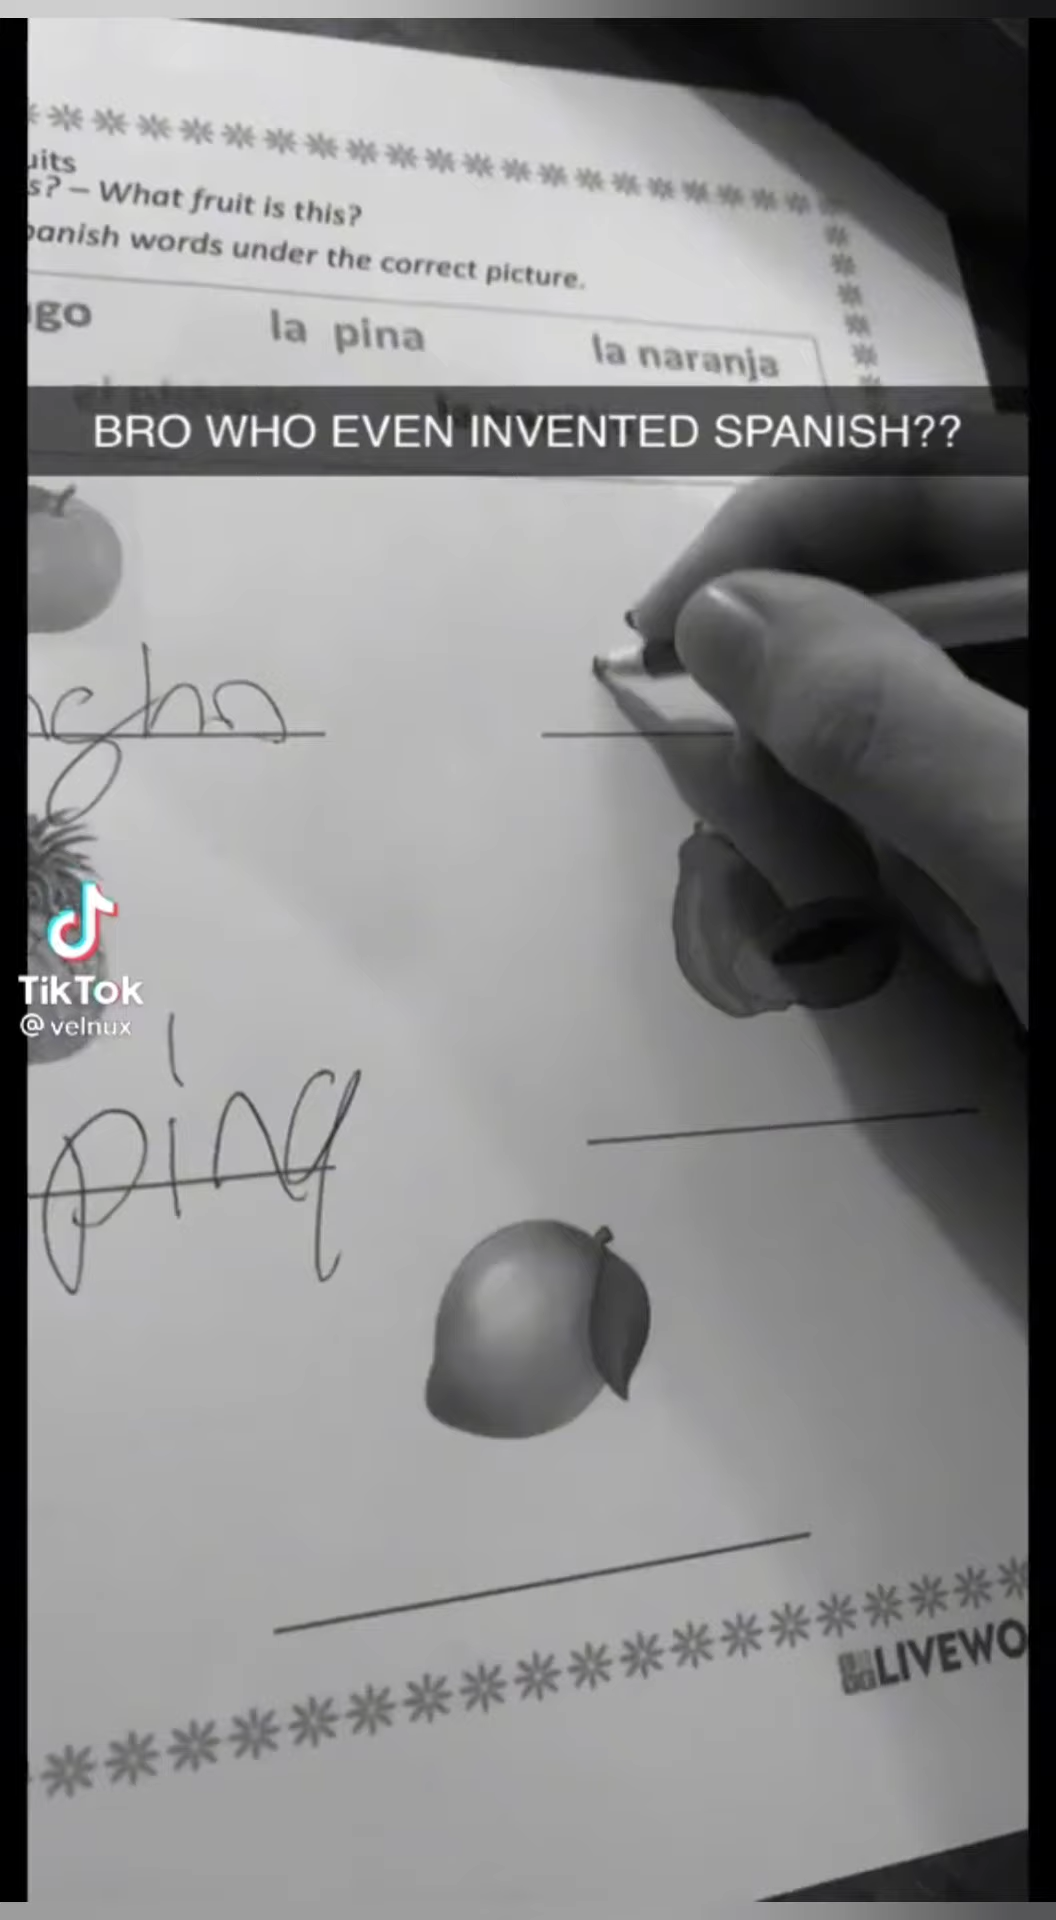 uits
s? – What fruit is this?
panish words under the correct picture.
go la pina la naranja
BRO WHO EVEN INVENTED SPANISH??
TikTok
@velnux
pina
LIVEWO